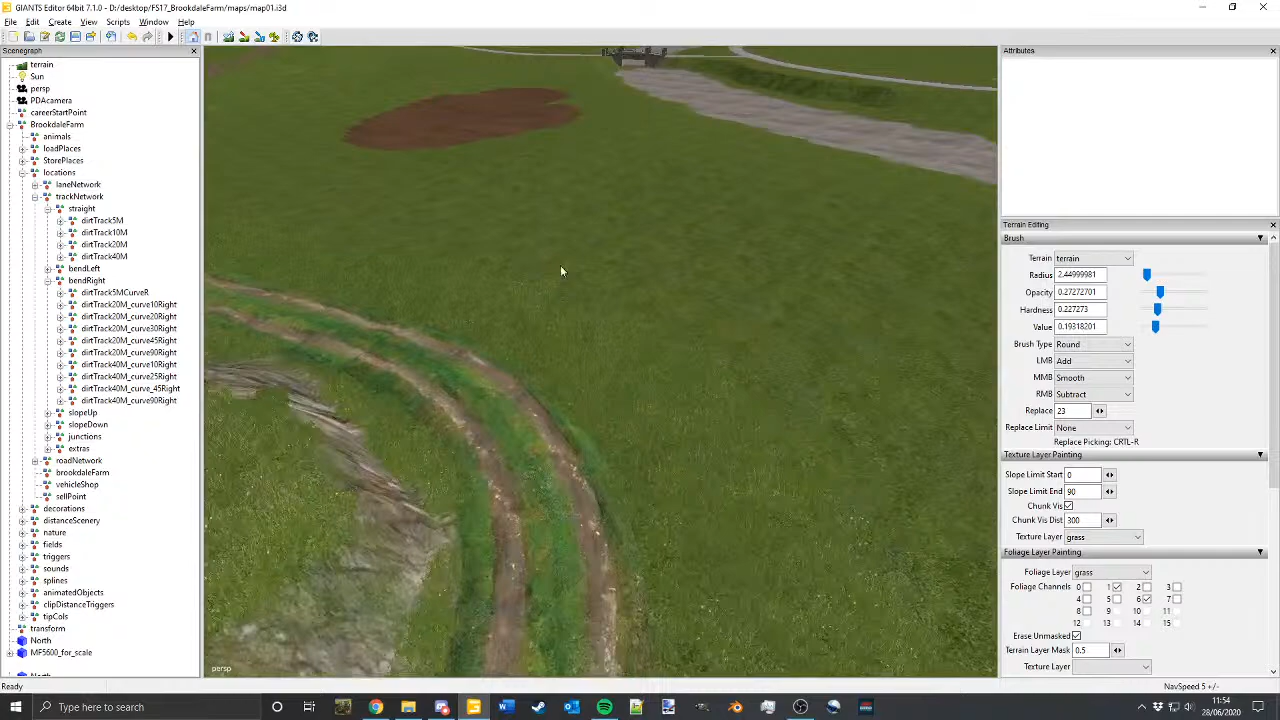 GIANTS Editor 64bit 7.1.0 - D:/desktop/FS17_BrookdaleFarm/maps/map01.i3d
File Edit Create View Scripts Window Help
Scenegraph
terrain
Sun
persp
PDAcamera
careerStartPoint
BrookdaleFarm
animals
loadPlaces
StorePlaces
locations
laneNetwork
trackNetwork
straight
dirtTrack5M
dirtTrack10M
dirtTrack20M
dirtTrack40M
bendLeft
bendRight
dirtTrack5MCurveR
dirtTrack20M_curve10Right
dirtTrack20M_curve20Right
dirtTrack20M_curve30Right
dirtTrack20M_curve45Right
dirtTrack20M_curve90Right
dirtTrack40M_curve10Right
dirtTrack40M_curve25Right
dirtTrack40M_curve_45Right
dirtTrack40M_curve90Right
slopeUp
slopeDown
junctions
extras
roadNetwork
brookdaleFarm
vehicleShop
sellPoint
decorations
distanceScenery
nature
fields
triggers
sounds
splines
animatedObjects
clipDistanceTriggers
tipCols
transform
North
MF5600_for_scale
North
persp
Attributes
Terrain Editing
Brush
Terrain terrain
Radius 2.44999981
Opacity 0.27272701
Hardness 0.227273
Value 0.19318201
Brush Type Round
LMB Add
MMB Smooth
RMB Subtract
Replace 23
Replace Limit None
Replace Picking: CRTL-R
Texture Layer Painting
Slope Limit Start 0
Slope Limit End 90
Chunk Vis
Chunk Vis Dist 300
Texture Layer grass
Foliage Layer Painting
Foliage Layer grass
Foliage Channels 0 1 2 3
4 5 6 7
8 9 10 11
12 13 14 15
Erase Unmasked
Terrain Layer Mask 0.5
Texture Layer
Ready
NavSpeed 5 +/-
Type here to search
11:54
28/06/2020